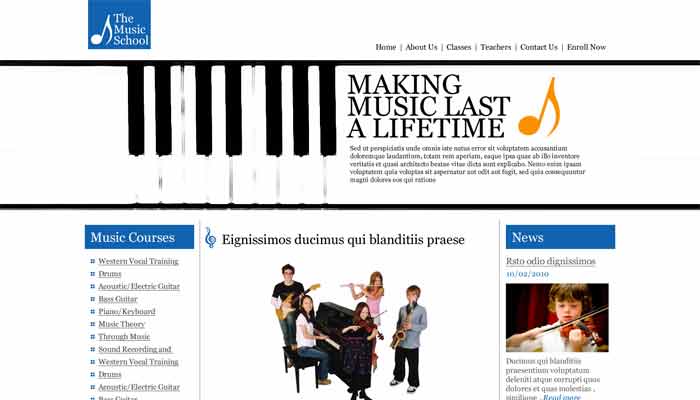 The
Music
School
Home | About Us | Classes | Teachers | Contact Us | Enroll Now
MAKING
MUSIC LAST
A LIFETIME
Sed ut perspiciatis unde omnis iste natus error sit voluptatem accusantium
doloremque laudantium, totam rem aperiam, eaque ipsa quae ab illo inventore
veritatis et quasi architecto beatae vitae dicta sunt explicabo. Nemo enim ipsam
voluptatem quia voluptas sit aspernatur aut odit aut fugit, sed quia consequuntur
magni dolores eos qui ratione
Music Courses
Western Vocal Training
Drums
Acoustic/Electric Guitar
Bass Guitar
Piano/Keyboard
Music Theory
Through Music
Sound Recording and
Western Vocal Training
Drums
Acoustic/Electric Guitar
Bass Guitar
Eignissimos ducimus qui blanditiis praese
News
Rsto odio dignissimos
10/02/2010
Ducimus qui blanditiis
praesentium voluptatum
deleniti atque corrupti quos
dolores et quas molestias ,
similique ..Read more